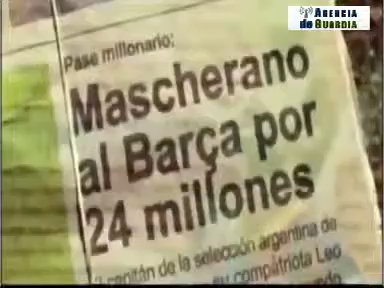 AGENCIA
de GUARDIA
Pase millonario:
Mascherano
al Barça por
24 millones
capitán de la selección argentina de
su compatriota Leo